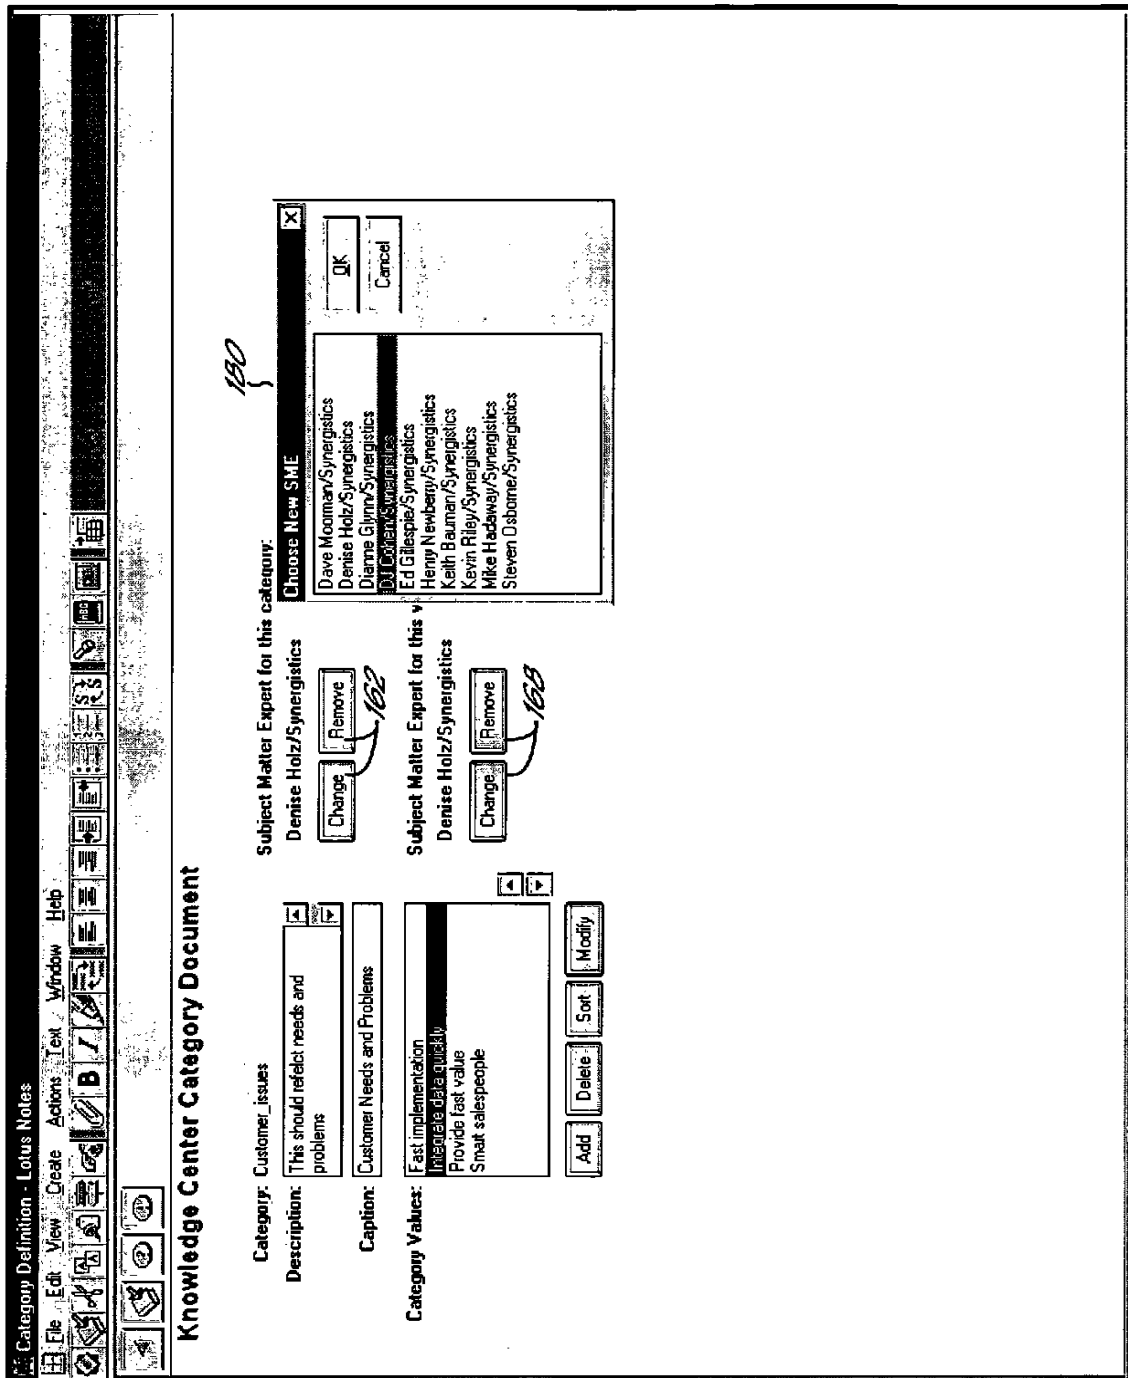 Category Definition - Lotus Notes
File Edit View Create Actions Text Window Help
B I
ABC
Knowledge Center Category Document
Category: Customer_issues
Description: This should refelct needs and
problems
Caption: Customer Needs and Problems
Category Values: Fast implementation
Integrate data quickly
Provide fast value
Smart salespeople
Add Delete Sort Modify
Subject Matter Expert for this category:
Denise Holz/Synergistics
Change Remove
162
Subject Matter Expert for this v
Denise Holz/Synergistics
Change Remove
168
180
Choose New SME
Dave Moorman/Synergistics
Denise Holz/Synergistics
Dianne Glynn/Synergistics
DJ Cohen/Synergistics
Ed Gillespie/Synergistics
Henry Newberry/Synergistics
Keith Bauman/Synergistics
Kevin Riley/Synergistics
Mike Hadaway/Synergistics
Steven Osborne/Synergistics
OK
Cancel